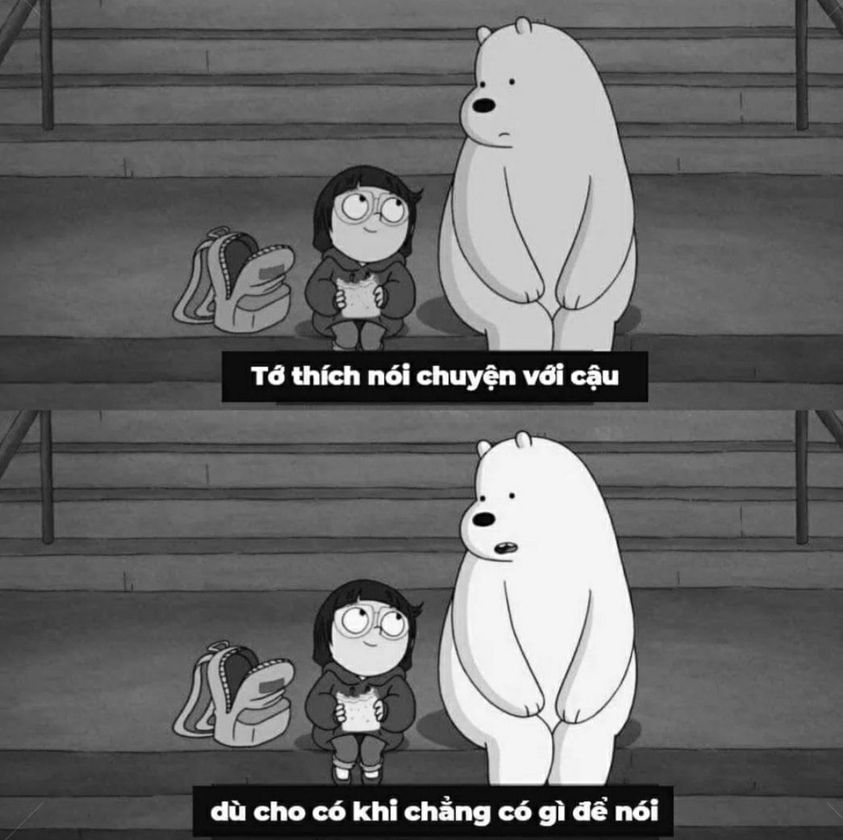 Tớ thích nói chuyện với cậu
dù cho có khi chẳng có gì để nói